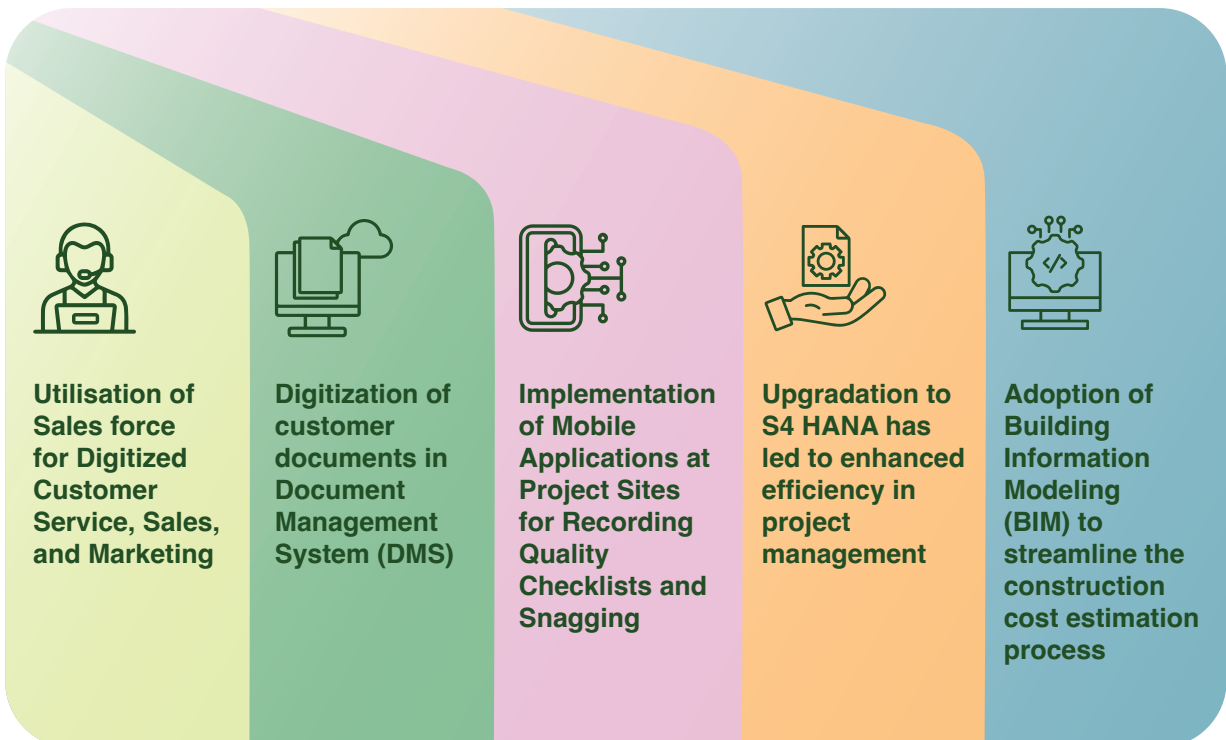 Utilisation of
Sales force
for Digitized
Customer
Service, Sales,
and Marketing
Digitization of
customer
documents in
Document
Management
System (DMS)
Implementation
of Mobile
Applications at
Project Sites
for Recording
Quality
Checklists and
Snagging
Upgradation to
S4 HANA has
led to enhanced
efficiency in
project
management
Adoption of
Building
Information
Modeling
(BIM) to
streamline the
construction
cost estimation
process